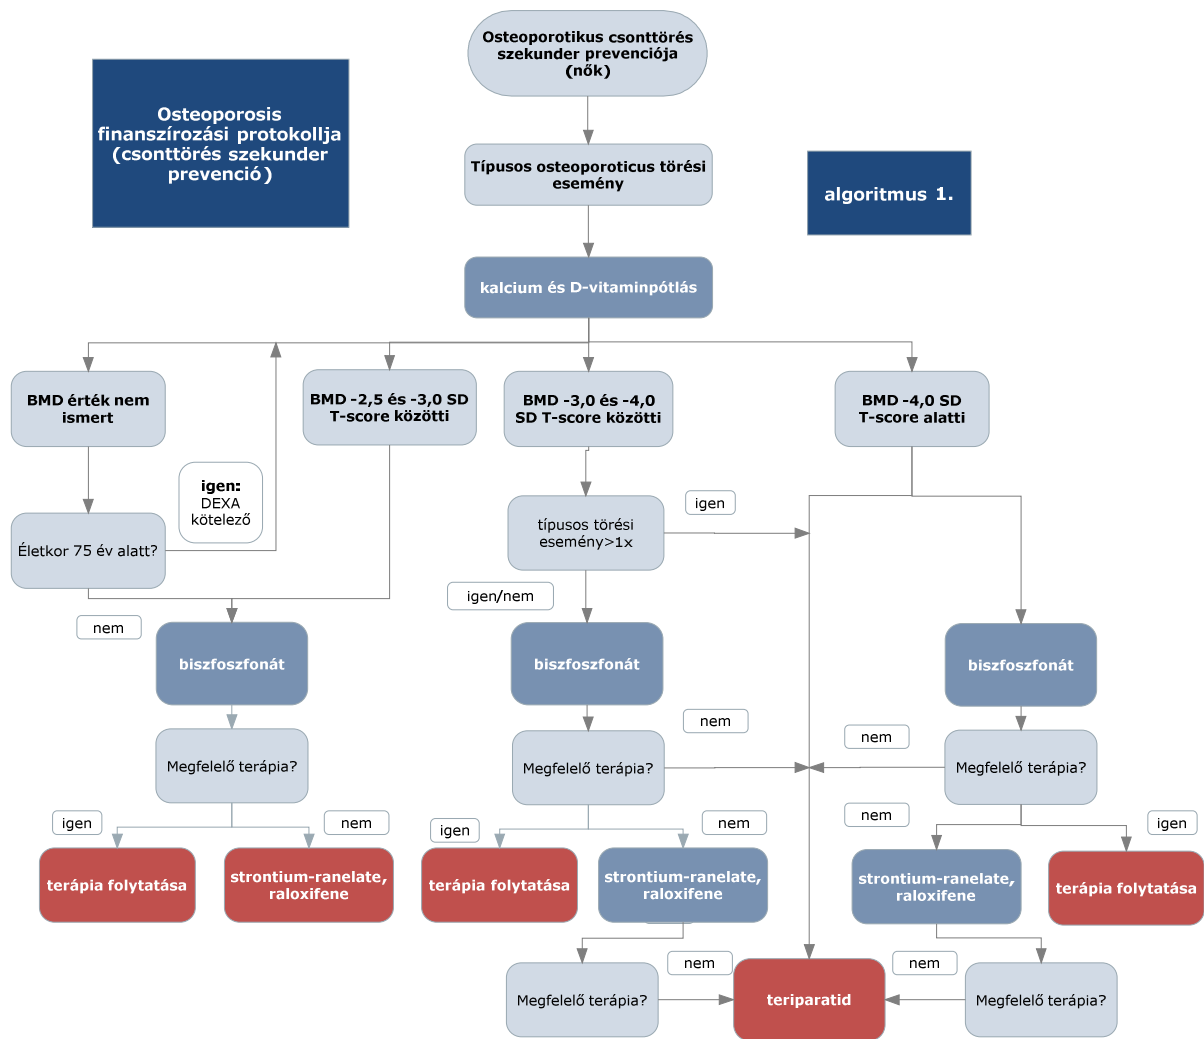 Osteoporotikus csonttörés
szekunder prevenciója
(nők)
Osteoporosis
finanszírozási protokollja
(csonttörés szekunder
prevenció)
Típusos osteoporoticus törési
esemény
algoritmus 1.
kalcium és D-vitaminpótlás
BMD érték nem
ismert
BMD -2,5 és -3,0 SD
T-score közötti
BMD -3,0 és -4,0
SD T-score közötti
BMD -4,0 SD
T-score alatti
igen:
DEXA
kötelező
igen
Életkor 75 év alatt?
típusos törési
esemény>1x
igen/nem
nem
biszfoszfonát
biszfoszfonát
biszfoszfonát
nem
nem
Megfelelő terápia?
Megfelelő terápia?
Megfelelő terápia?
igen
nem
igen
nem
nem
igen
terápia folytatása
strontium-ranelate,
raloxifene
terápia folytatása
strontium-ranelate,
raloxifene
strontium-ranelate,
raloxifene
terápia folytatása
nem
nem
Megfelelő terápia?
teriparatid
Megfelelő terápia?